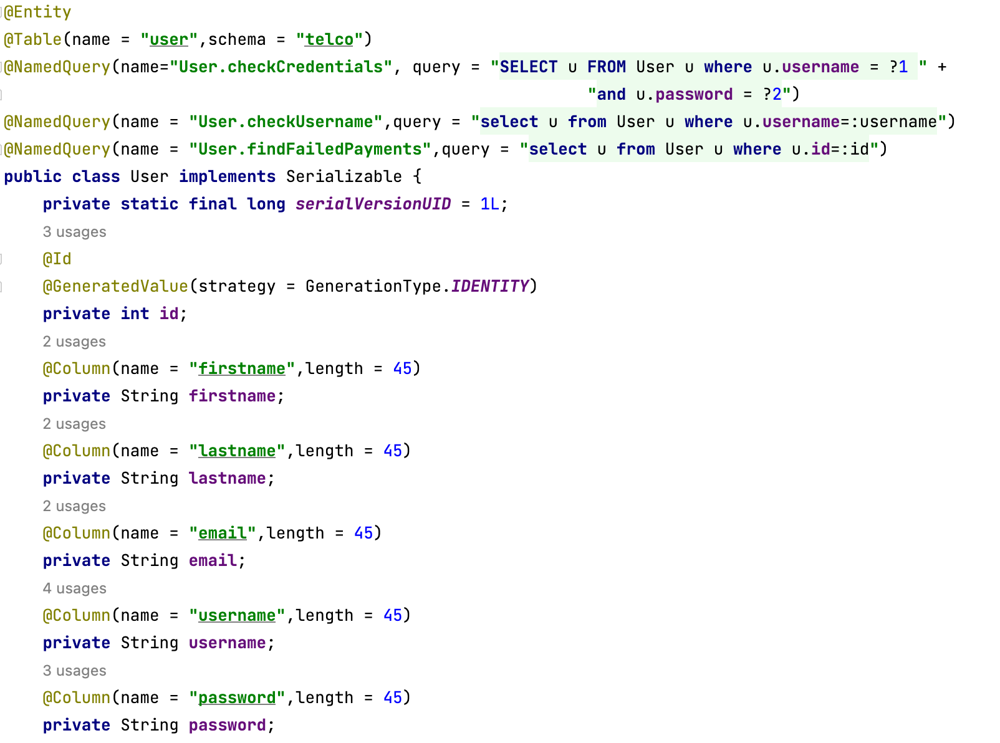 @Entity
@Table(name = "user",schema = "telco")
@NamedQuery(name="User.checkCredentials", query = "SELECT u FROM User u where u.username = ?1 " +
"and u.password = ?2")
@NamedQuery(name = "User.checkUsername",query = "select u from User u where u.username=:username")
@NamedQuery(name = "User.findFailedPayments",query = "select u from User u where u.id=:id")
public class User implements Serializable {
private static final long serialVersionUID = 1L;
3 usages
@Id
@GeneratedValue(strategy = GenerationType.IDENTITY)
private int id;
2 usages
@Column(name = "firstname",length = 45)
private String firstname;
2 usages
@Column(name = "lastname",length = 45)
private String lastname;
2 usages
@Column(name = "email",length = 45)
private String email;
4 usages
@Column(name = "username",length = 45)
private String username;
3 usages
@Column(name = "password",length = 45)
private String password;